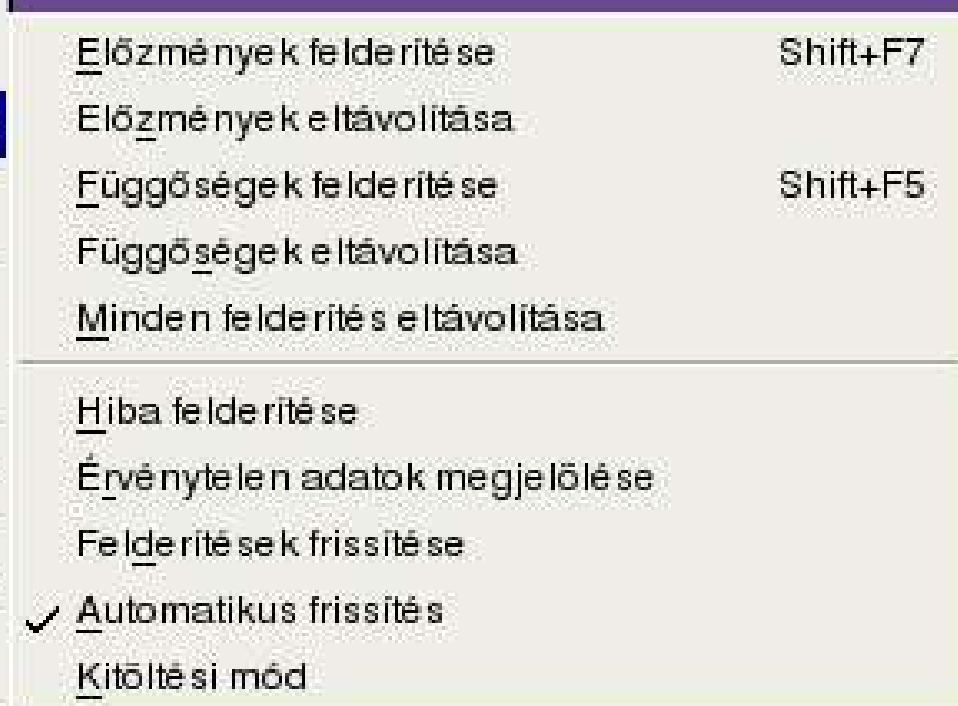 Előzmények felderítése Shift+F7
Előzmények eltávolítása
Függőségek felderítése Shift+F5
Függőségek eltávolítása
Minden felderítés eltávolítása
Hiba felderítése
Érvénytelen adatok megjelölése
Felderítések frissítése
Automatikus frissítés
Kitöltési mód